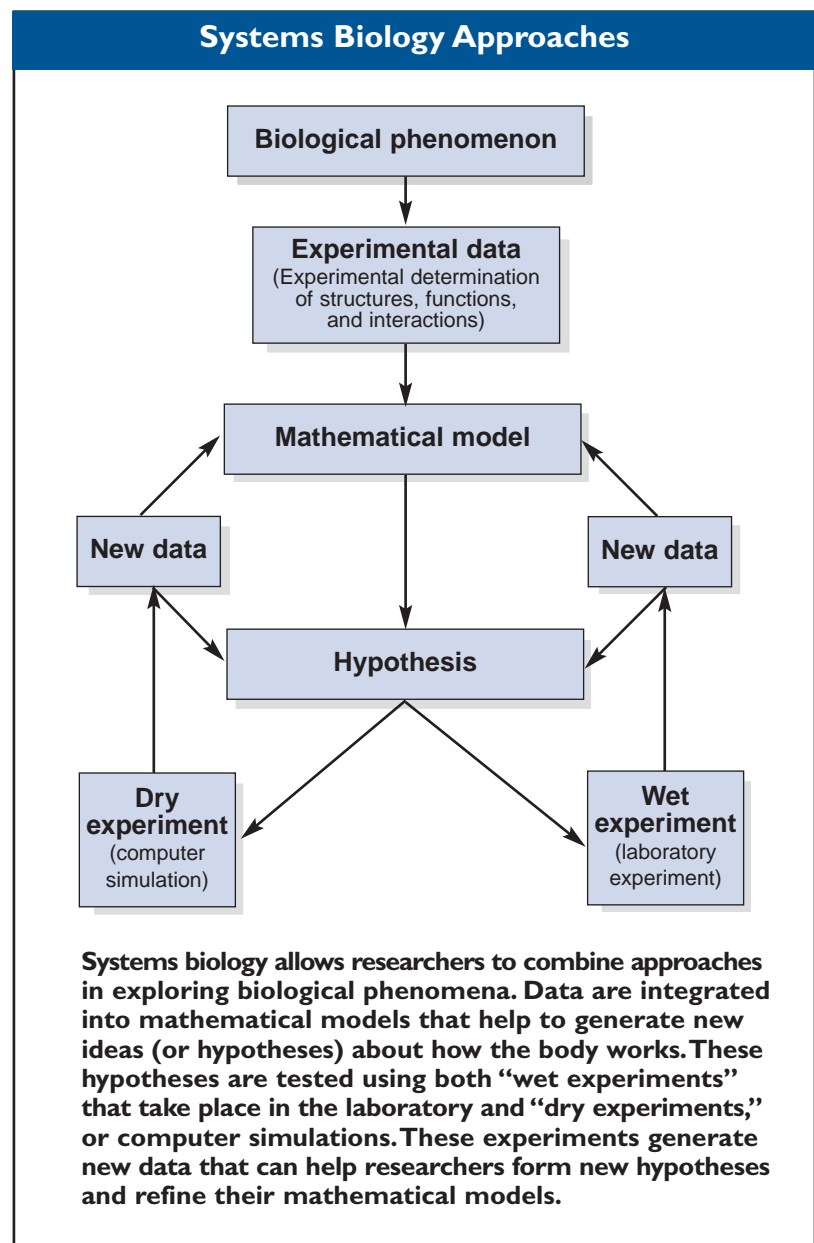 Systems Biology Approaches
Biological phenomenon
Experimental data
(Experimental determination
of structures, functions,
and interactions)
Mathematical model
New data
New data
Hypothesis
Dry
experiment
(computer
simulation)
Wet
experiment
(laboratory
experiment)
Systems biology allows researchers to combine approaches
in exploring biological phenomena. Data are integrated
into mathematical models that help to generate new
ideas (or hypotheses) about how the body works. These
hypotheses are tested using both “wet experiments”
that take place in the laboratory and “dry experiments,”
or computer simulations. These experiments generate
new data that can help researchers form new hypotheses
and refine their mathematical models.